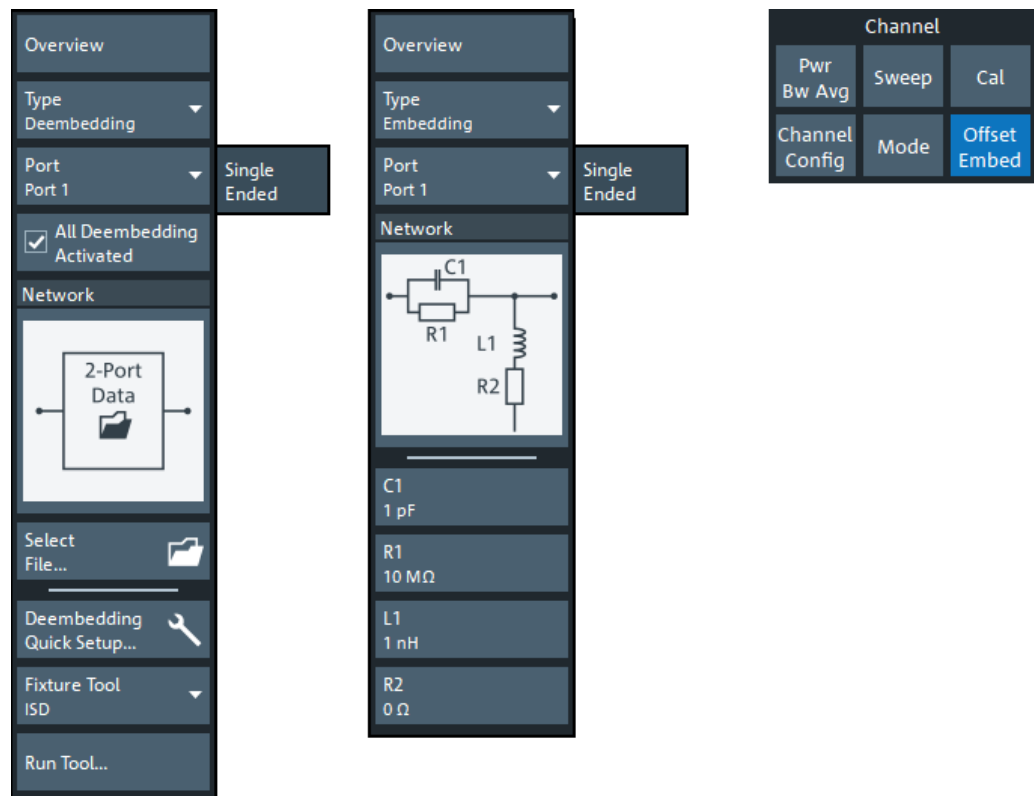 Overview
Type
Deembedding
Port
Port 1
Single
Ended
All Deembedding
Activated
Network
2-Port
Data
Select
File...
Deembedding
Quick Setup...
Fixture Tool
ISD
Run Tool...
Overview
Type
Embedding
Port
Port 1
Single
Ended
Network
C1
R1
L1
R2
C1
1 pF
R1
10 MΩ
L1
1 nH
R2
0 Ω
Channel
Pwr
Bw Avg
Sweep
Cal
Channel
Config
Mode
Offset
Embed